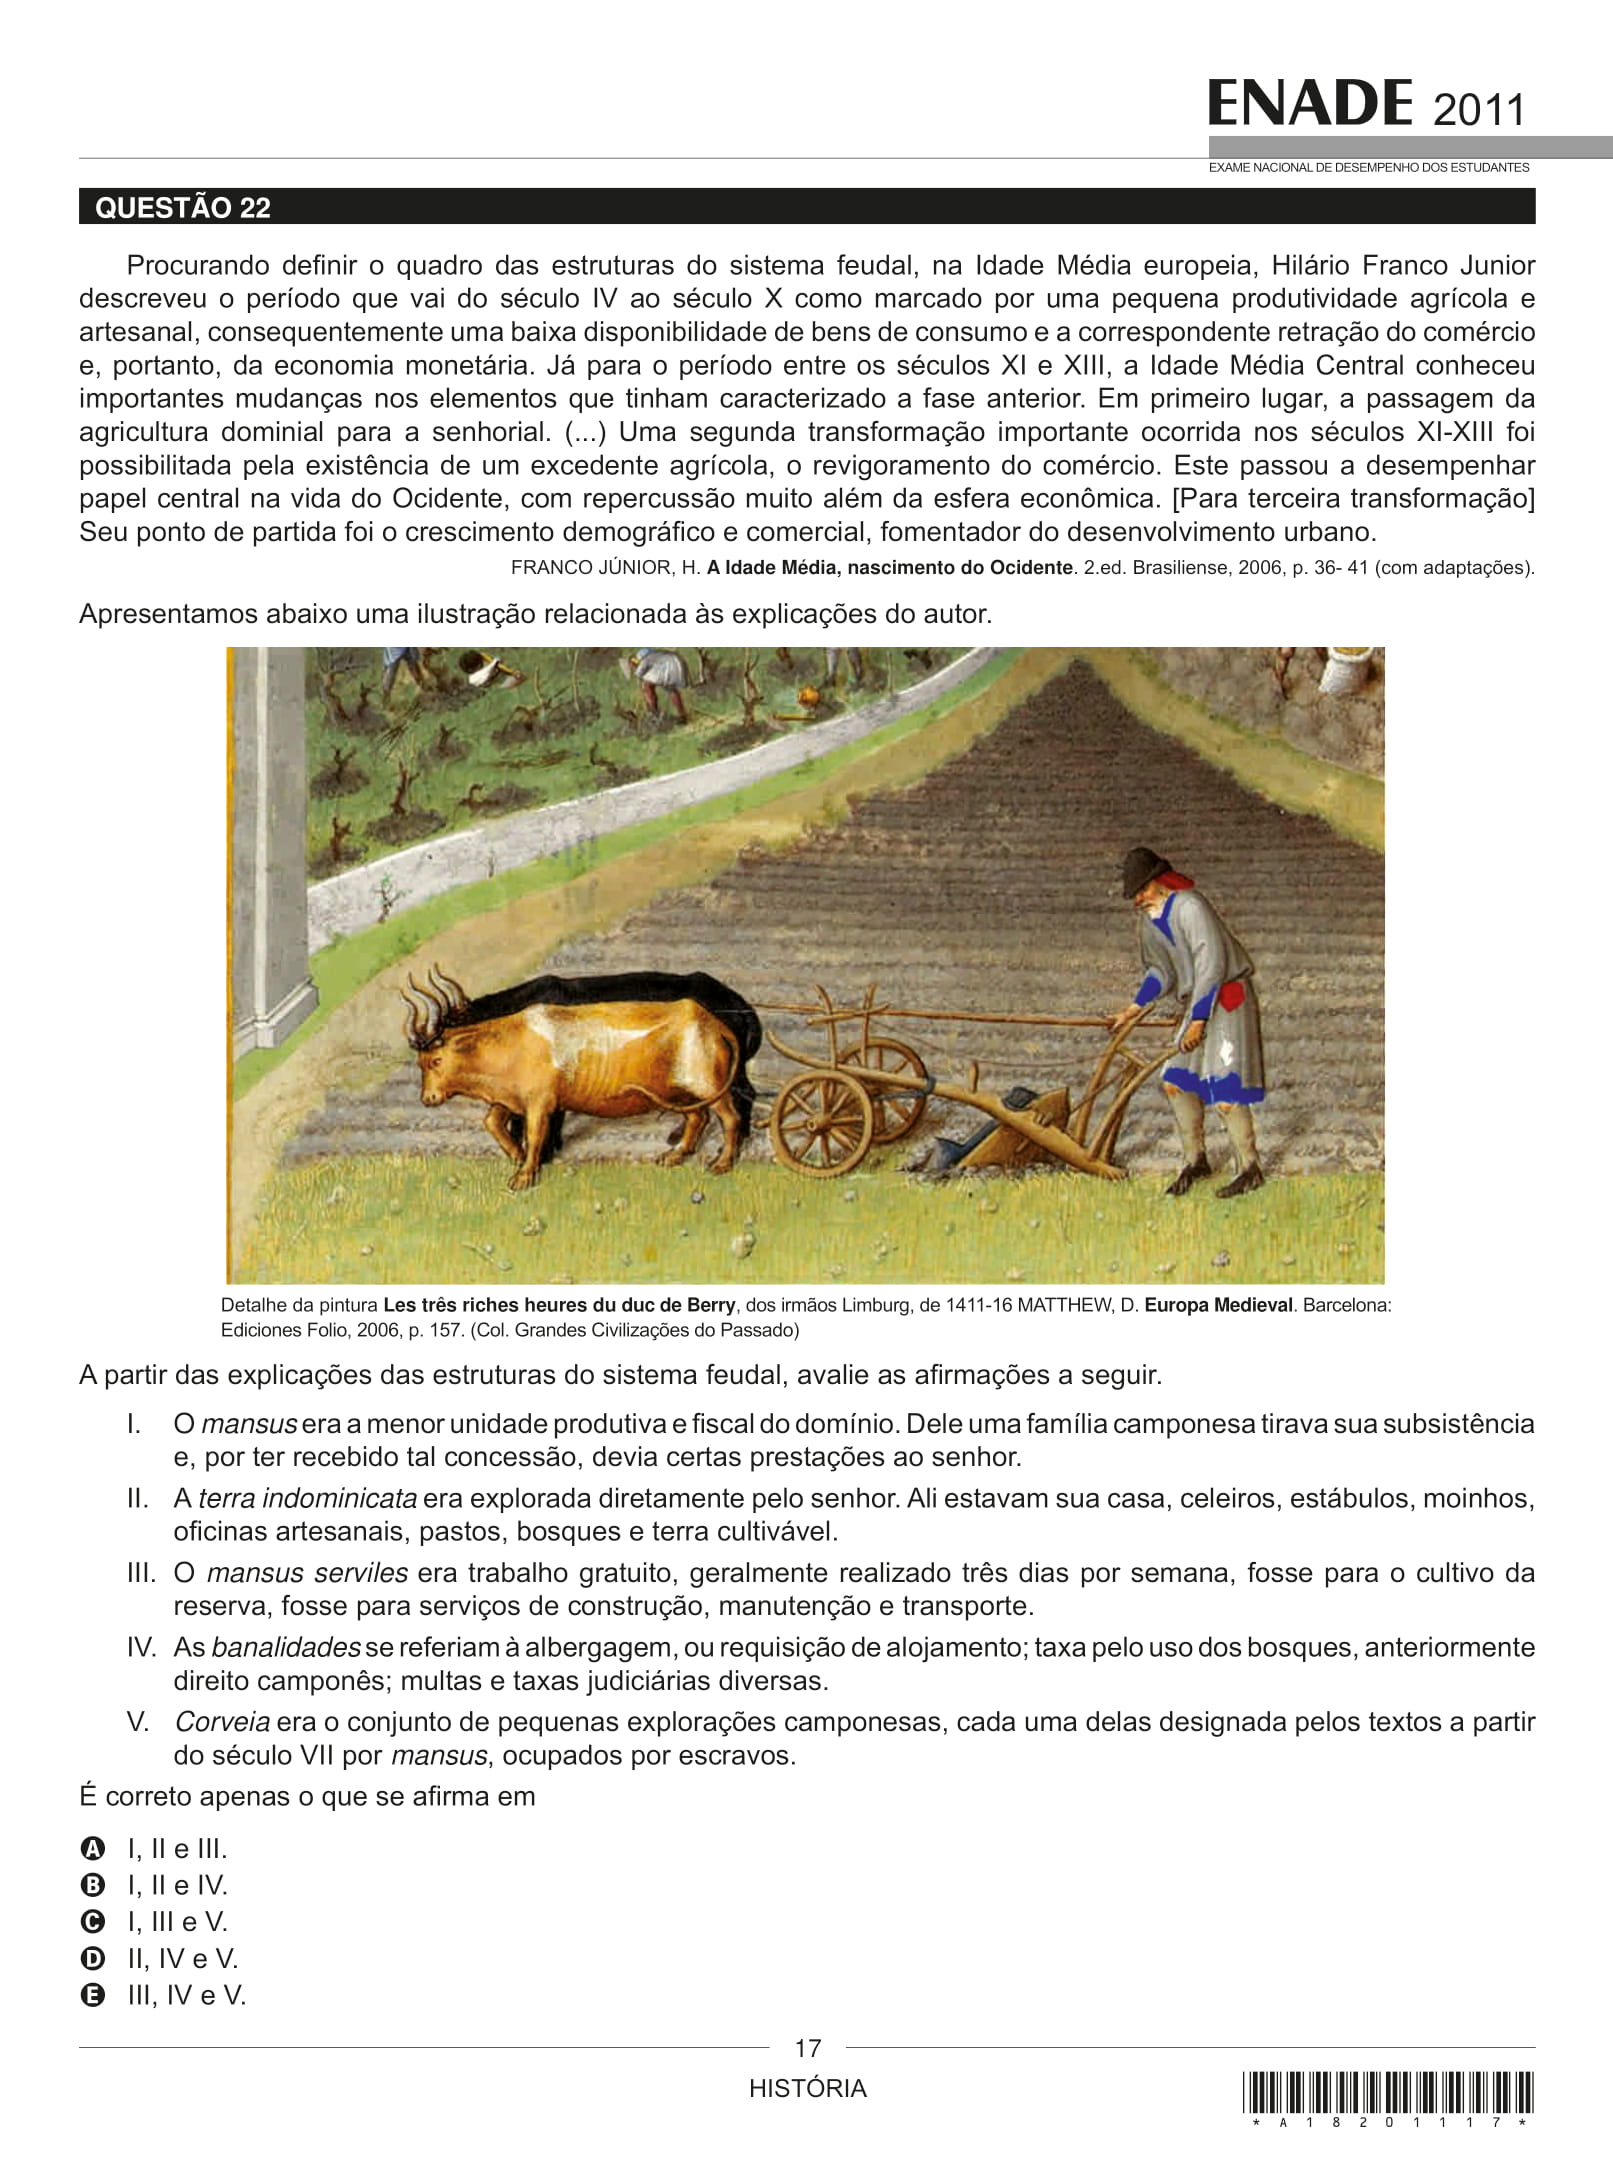 ENADE 2011
EXAME NACIONAL DE DESEMPENHO DOS ESTUDANTES
QUESTÃO 22
Procurando definir o quadro das estruturas do sistema feudal, na Idade Média europeia, Hilário Franco Junior
descreveu o período que vai do século IV ao século X como marcado por uma pequena produtividade agrícola e
artesanal, consequentemente uma baixa disponibilidade de bens de consumo e a correspondente retração do comércio
e, portanto, da economia monetária. Já para o período entre os séculos XI e XIII, a Idade Média Central conheceu
importantes mudanças nos elementos que tinham caracterizado a fase anterior. Em primeiro lugar, a passagem da
agricultura dominial para a senhorial. (...) Uma segunda transformação importante ocorrida nos séculos XI-XIII foi
possibilitada pela existência de um excedente agrícola, o revigoramento do comércio. Este passou a desempenhar
papel central na vida do Ocidente, com repercussão muito além da esfera econômica. [Para terceira transformação]
Seu ponto de partida foi o crescimento demográfico e comercial, fomentador do desenvolvimento urbano.
FRANCO JÚNIOR, H. A Idade Média, nascimento do Ocidente. 2.ed. Brasiliense, 2006, p. 36- 41 (com adaptações).
Apresentamos abaixo uma ilustração relacionada às explicações do autor.
Detalhe da pintura Les três riches heures du duc de Berry, dos irmãos Limburg, de 1411-16 MATTHEW, D. Europa Medieval. Barcelona:
Ediciones Folio, 2006, p. 157. (Col. Grandes Civilizações do Passado)
A partir das explicações das estruturas do sistema feudal, avalie as afirmações a seguir.
I. O mansus era a menor unidade produtiva e fiscal do domínio. Dele uma família camponesa tirava sua subsistência
e, por ter recebido tal concessão, devia certas prestações ao senhor.
II. A terra indominicata era explorada diretamente pelo senhor. Ali estavam sua casa, celeiros, estábulos, moinhos,
oficinas artesanais, pastos, bosques e terra cultivável.
III. O mansus serviles era trabalho gratuito, geralmente realizado três dias por semana, fosse para o cultivo da
reserva, fosse para serviços de construção, manutenção e transporte.
IV. As banalidades se referiam à albergagem, ou requisição de alojamento; taxa pelo uso dos bosques, anteriormente
direito camponês; multas e taxas judiciárias diversas.
V. Corveia era o conjunto de pequenas explorações camponesas, cada uma delas designada pelos textos a partir
do século VII por mansus, ocupados por escravos.
É correto apenas o que se afirma em
A I, II e III.
B I, II e IV.
C I, III e V.
D II, IV e V.
E III, IV e V.
17
HISTÓRIA
* A 1 8 2 0 1 1 1 7 *